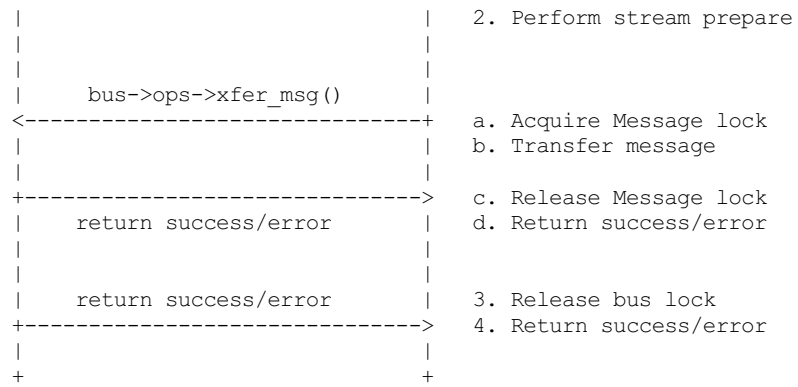 |                               |   2. Perform stream prepare
|                               |
|                               |
|     bus->ops->xfer_msg()      |
<-------------------------------+   a. Acquire Message lock
|                               |   b. Transfer message
|                               |
+------------------------------->   c. Release Message lock
|    return success/error       |   d. Return success/error
|                               |
|                               |
|    return success/error       |   3. Release bus lock
+------------------------------->   4. Return success/error
|                               |
+                               +